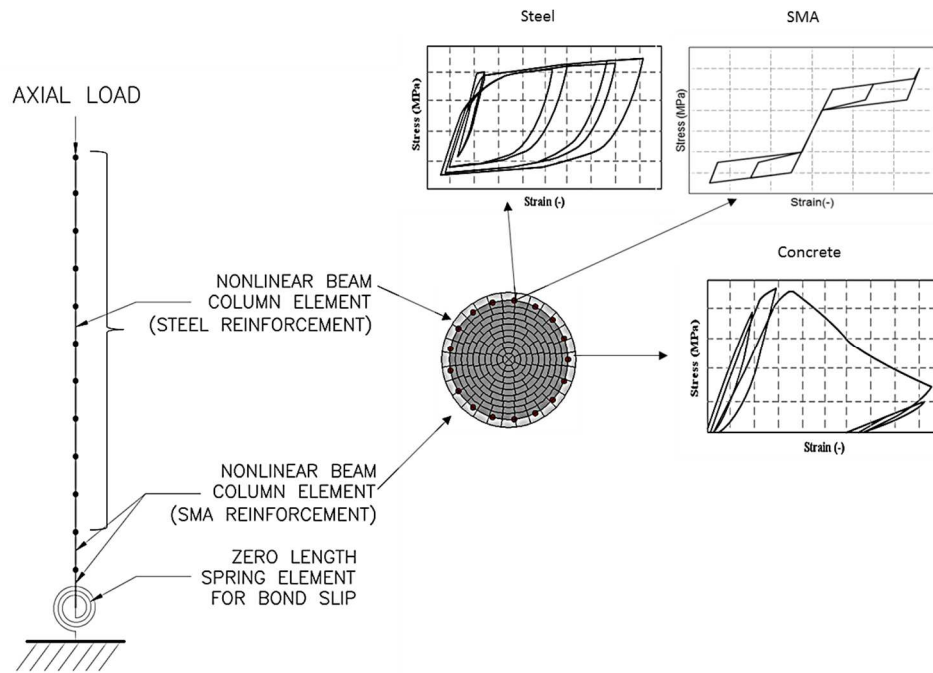 Steel
SMA
AXIAL LOAD
Stress (MPa)
Strain (-)
Stress (MPa)
Strain(-)
Concrete
NONLINEAR BEAM
COLUMN ELEMENT
(STEEL REINFORCEMENT)
Stress (MPa)
Strain (-)
NONLINEAR BEAM
COLUMN ELEMENT
(SMA REINFORCEMENT)
ZERO LENGTH
SPRING ELEMENT
FOR BOND SLIP